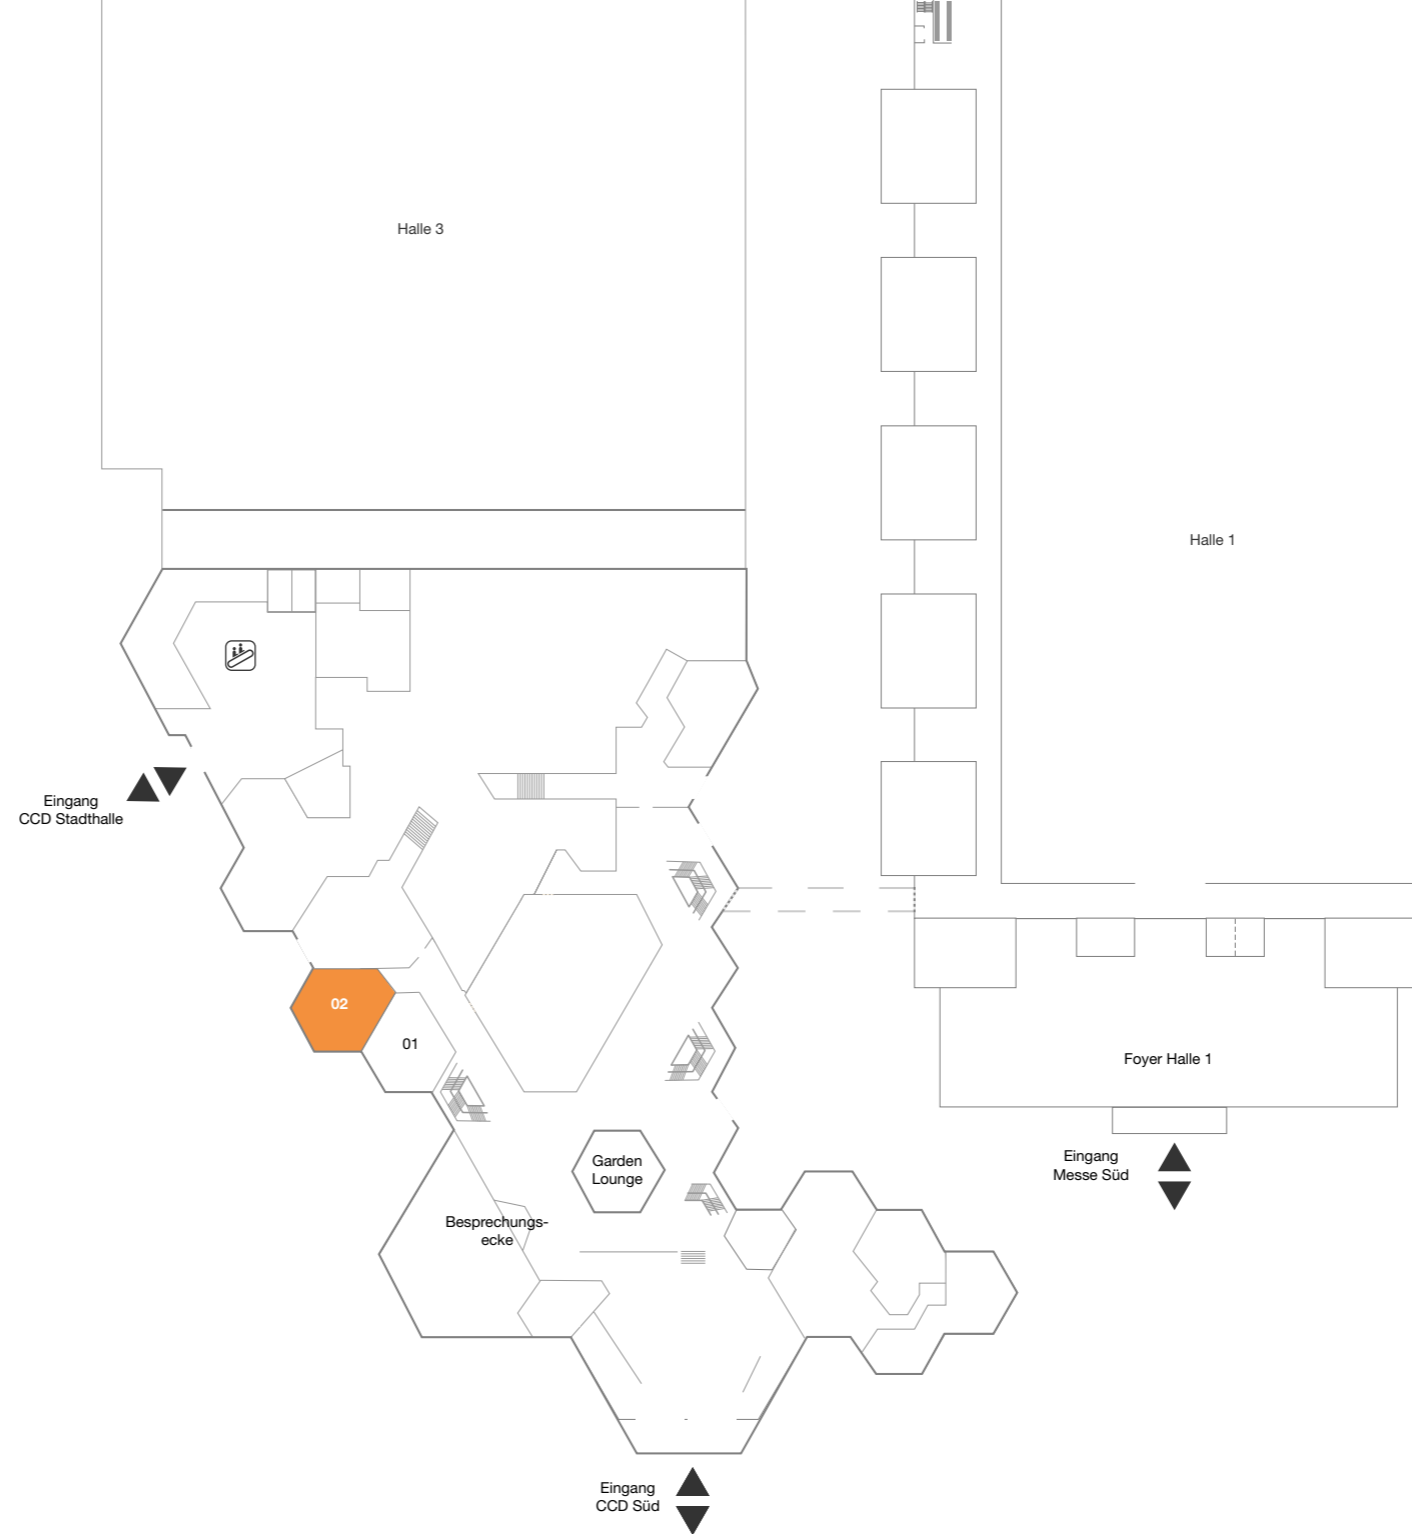 Halle 3
Halle 1
Eingang
CCD Stadthalle
02
01
Foyer Halle 1
Garden
Lounge
Eingang
Messe Süd
Besprechungs-
ecke
Eingang
CCD Süd